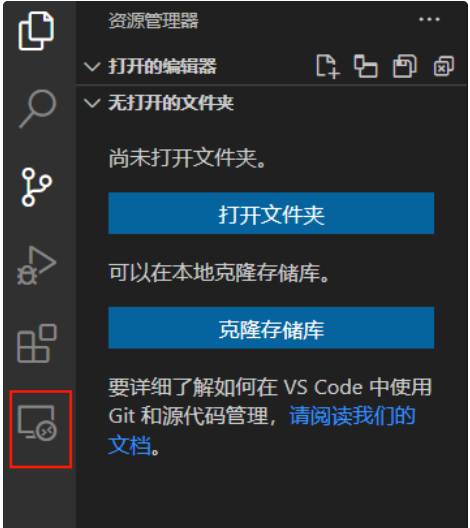 资源管理器
打开的编辑器
无打开的文件夹
尚未打开文件夹。
打开文件夹
可以在本地克隆存储库。
克隆存储库
要详细了解如何在 VS Code 中使用
Git 和源代码管理，请阅读我们的
文档。